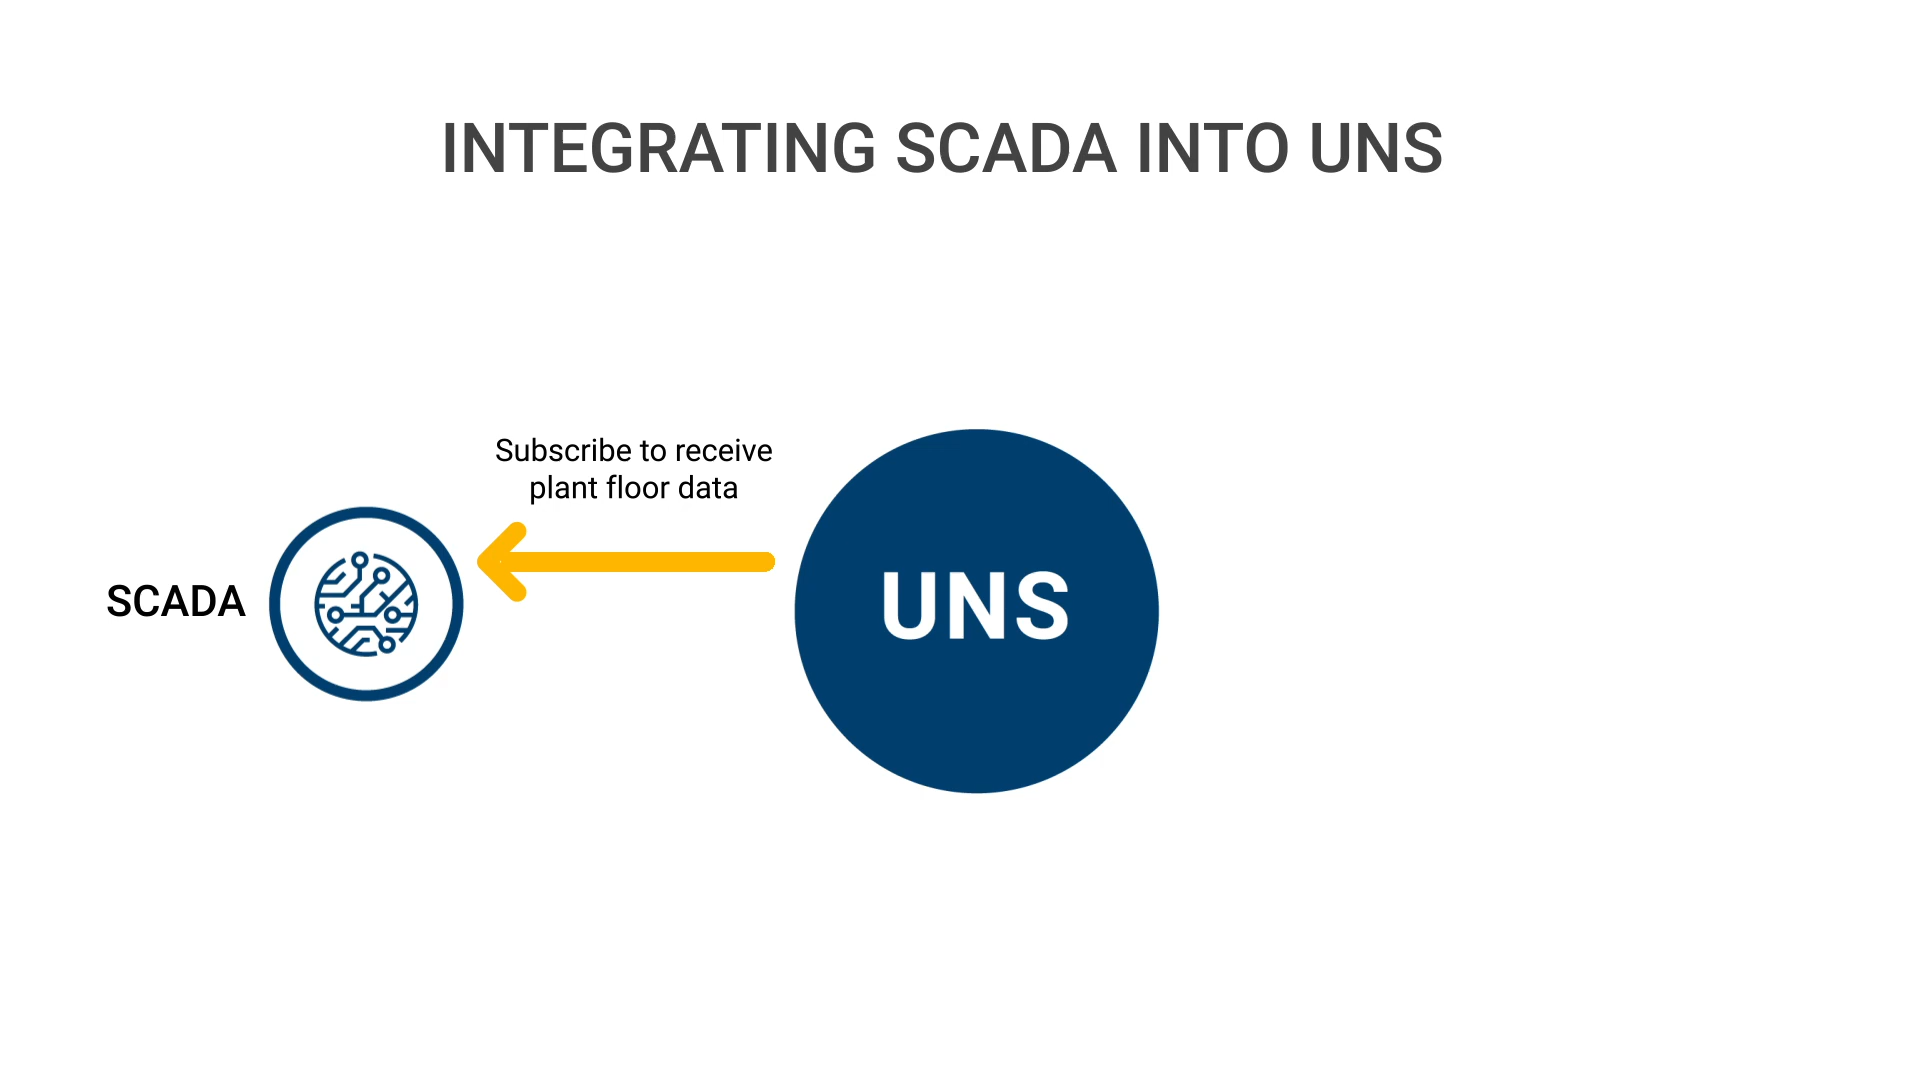 INTEGRATING SCADA INTO UNS
Subscribe to receive
plant floor data
SCADA
UNS